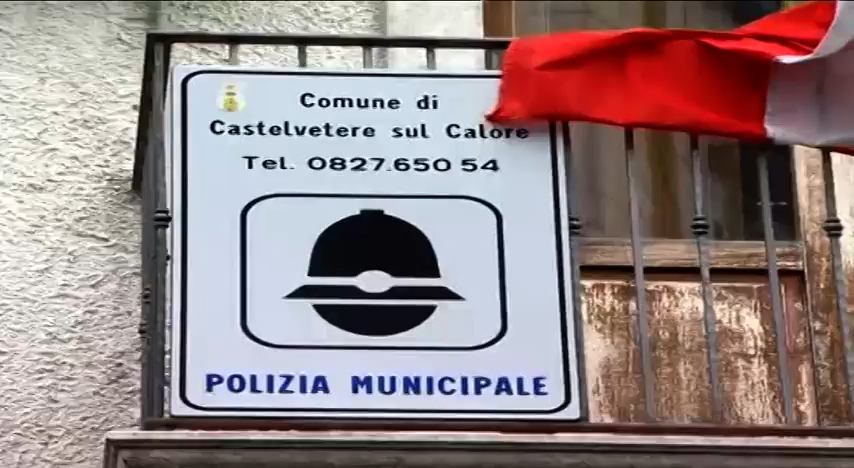 Comune di
Castelvetere sul Calore
Tel. 0827.650 54
POLIZIA MUNICIPALE